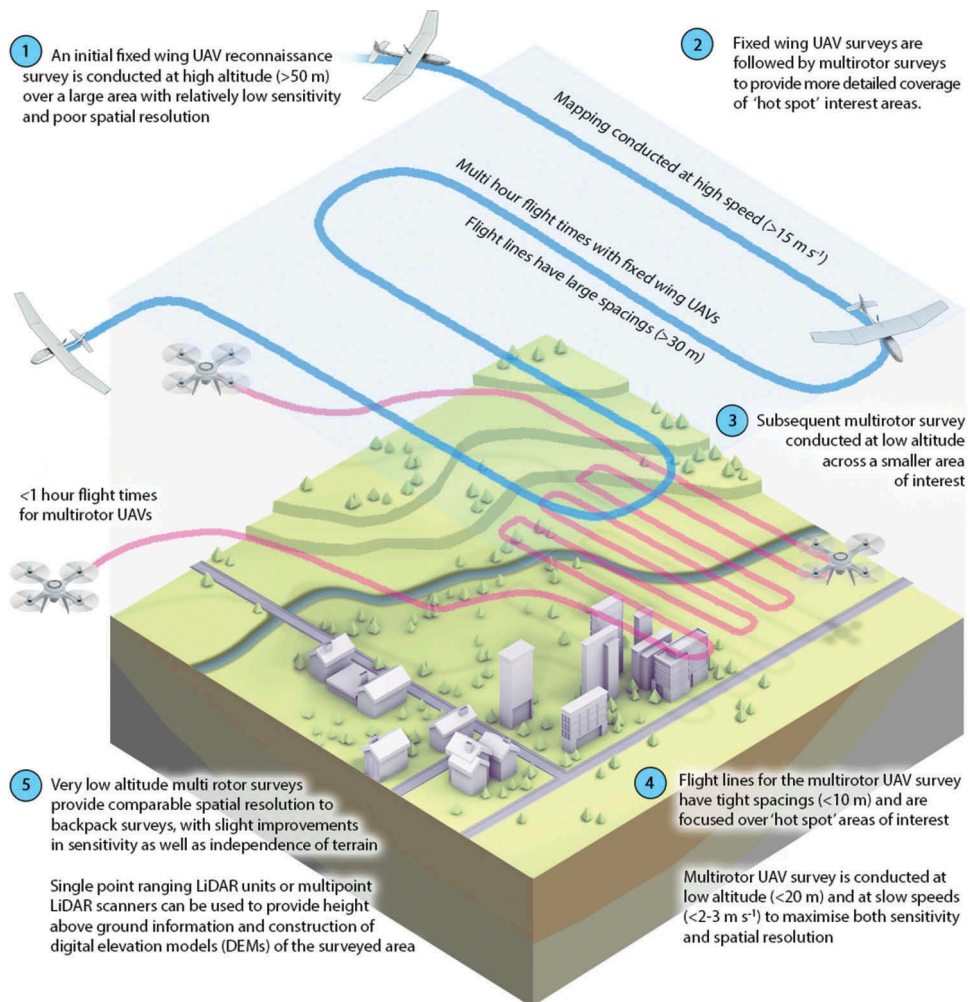 1 An initial fixed wing UAV reconnaissance
survey is conducted at high altitude (>50 m)
over a large area with relatively low sensitivity
and poor spatial resolution
2 Fixed wing UAV surveys are
followed by multirotor surveys
to provide more detailed coverage
of ‘hot spot’ interest areas.
Mapping conducted at high speed (>15 m s⁻¹)
Multi hour flight times with fixed wing UAVs
Flight lines have large spacings (>30 m)
3 Subsequent multirotor survey
conducted at low altitude
across a smaller area
of interest
<1 hour flight times
for multirotor UAVs
5 Very low altitude multi rotor surveys
provide comparable spatial resolution to
backpack surveys, with slight improvements
in sensitivity as well as independence of terrain
Single point ranging LiDAR units or multipoint
LiDAR scanners can be used to provide height
above ground information and construction of
digital elevation models (DEMs) of the surveyed area
4 Flight lines for the multirotor UAV survey
have tight spacings (<10 m) and are
focused over ‘hot spot’ areas of interest
Multirotor UAV survey is conducted at
low altitude (<20 m) and at slow speeds
(<2-3 m s⁻¹) to maximise both sensitivity
and spatial resolution